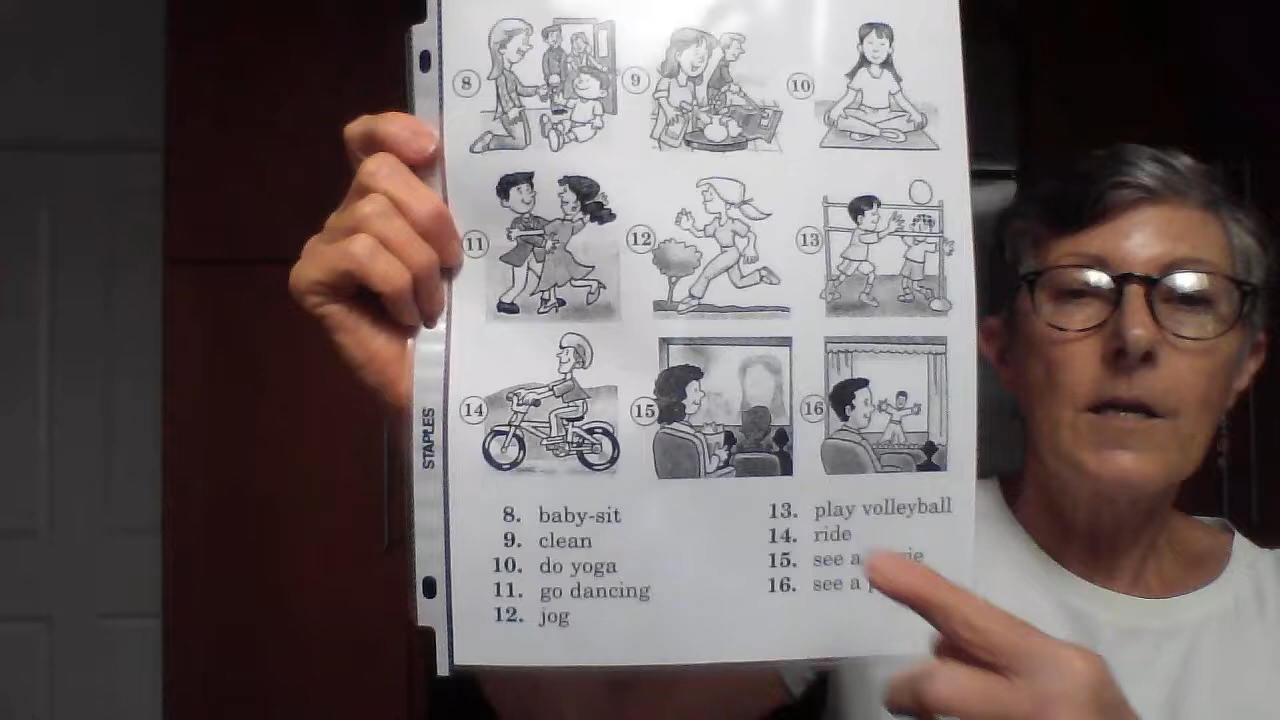 8
9
10
11
12
13
14
15
16
STAPLES
8. baby-sit
9. clean
10. do yoga
11. go dancing
12. jog
13. play volleyball
14. ride
15. see a
16. see a